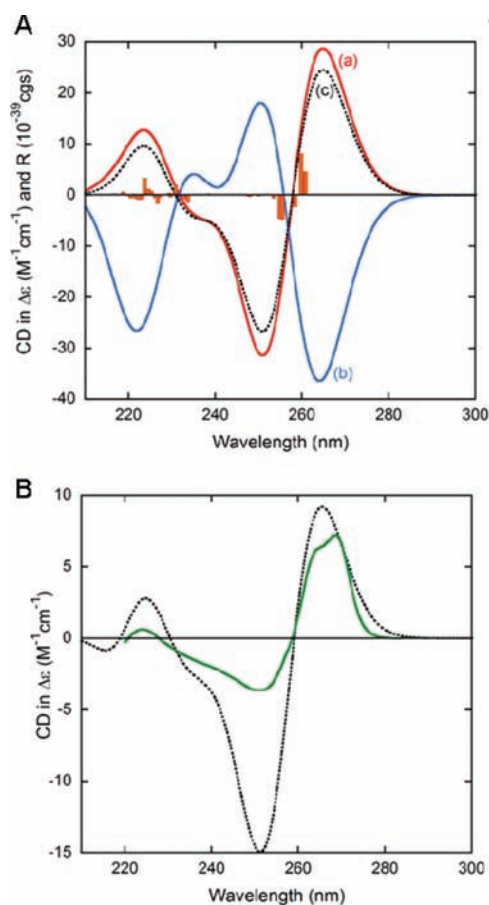 A
CD in Δε (M⁻¹cm⁻¹) and R (10⁻³⁹cgs)
30
20
10
0
-10
-20
-30
-40
(a)
(c)
(b)
220
240
260
280
300
Wavelength (nm)
B
CD in Δε (M⁻¹cm⁻¹)
10
5
0
-5
-10
-15
220
240
260
280
300
Wavelength (nm)